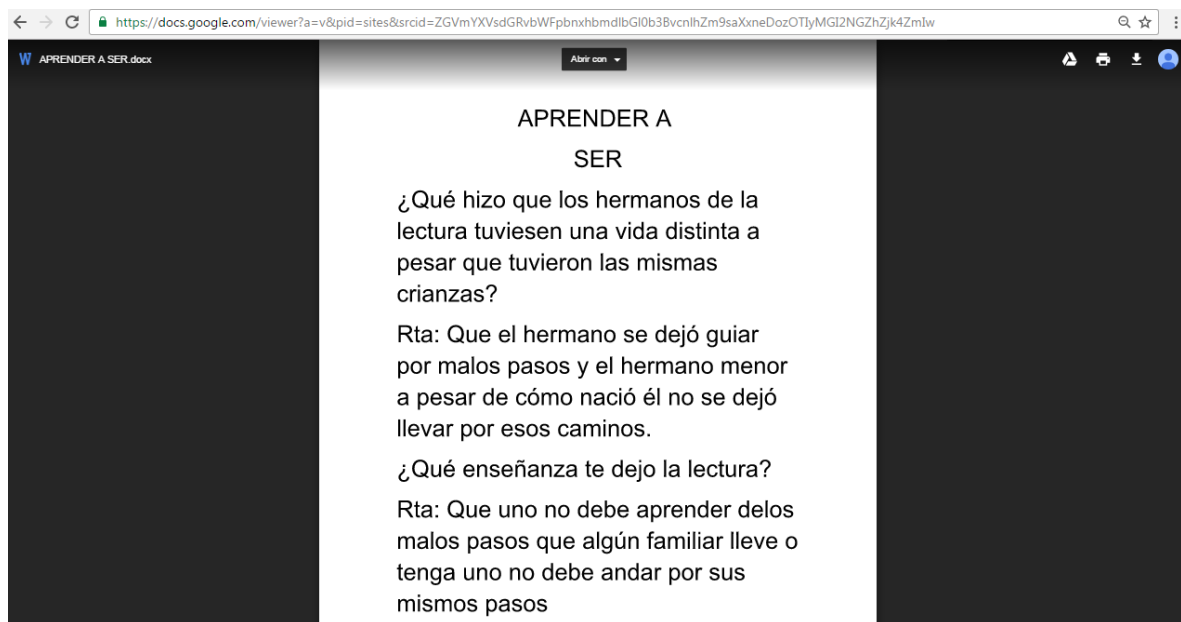 https://docs.google.com/viewer?a=v&pid=sites&srcid=ZGVmYXVsdGRvbWFpbnxhbmdlbGl0b3BvcnlhZm9saXxneDozOTIyMGI2NGZhZjk4ZmIw
W APRENDER A SER.docx
Abrir con
APRENDER A
SER
¿Qué hizo que los hermanos de la
lectura tuviesen una vida distinta a
pesar que tuvieron las mismas
crianzas?
Rta: Que el hermano se dejó guiar
por malos pasos y el hermano menor
a pesar de cómo nació él no se dejó
llevar por esos caminos.
¿Qué enseñanza te dejo la lectura?
Rta: Que uno no debe aprender delos
malos pasos que algún familiar lleve o
tenga uno no debe andar por sus
mismos pasos